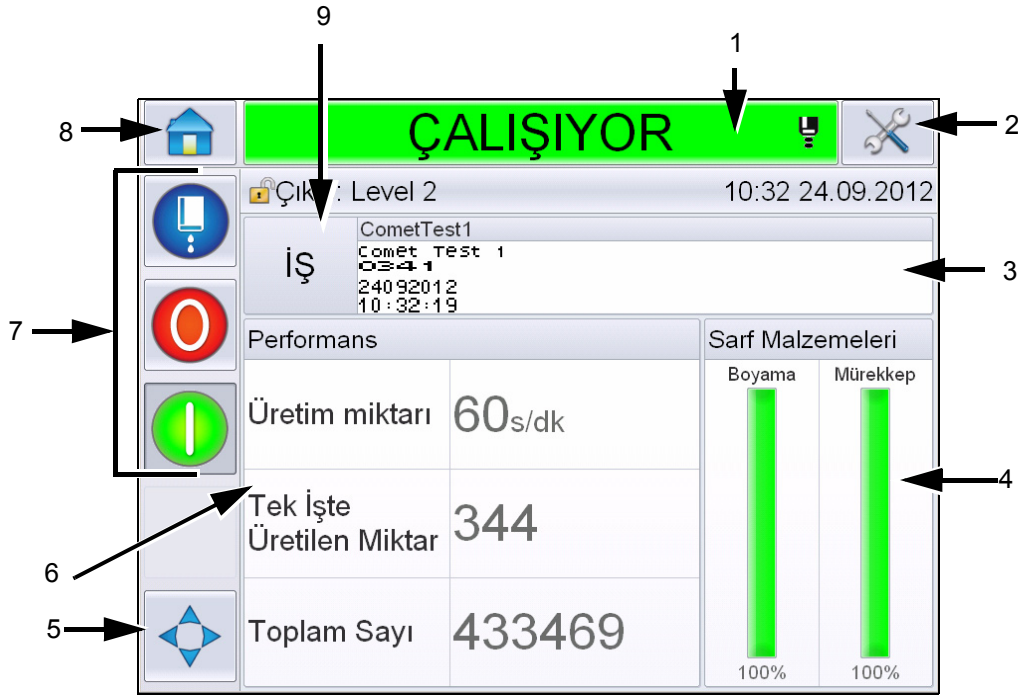 9
1
8
ÇALIŞIYOR
2
Level 2
10:32 24.09.2012
İŞ
CometTest1
Comet Test 1
0341
24092012
10:32:19
3
7
Performans
Sarf Malzemeleri
Boyama
Mürekkep
Üretim miktarı
60s/dk
4
Tek İşte
Üretilen Miktar
344
6
5
Toplam Sayı
433469
100%
100%